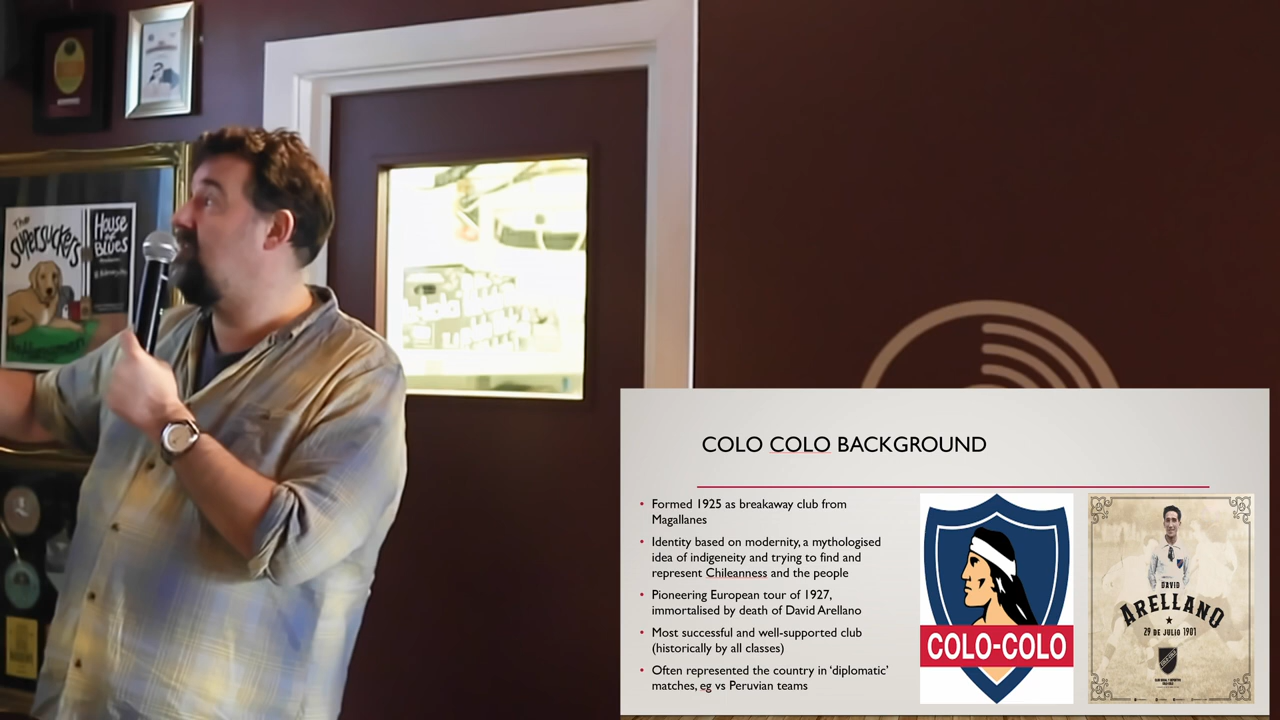 The
Supersuckers
House
of
Blues
COLO COLO BACKGROUND
• Formed 1925 as breakaway club from
Magallanes
• Identity based on modernity, a mythologised
idea of indigeneity and trying to find and
represent Chileanness and the people
• Pioneering European tour of 1927,
immortalised by death of David Arellano
• Most successful and well-supported club
(historically by all classes)
• Often represented the country in ‘diplomatic’
matches, eg vs Peruvian teams
COLO-COLO
DAVID
ARELLANO
29 DE JULIO 1901